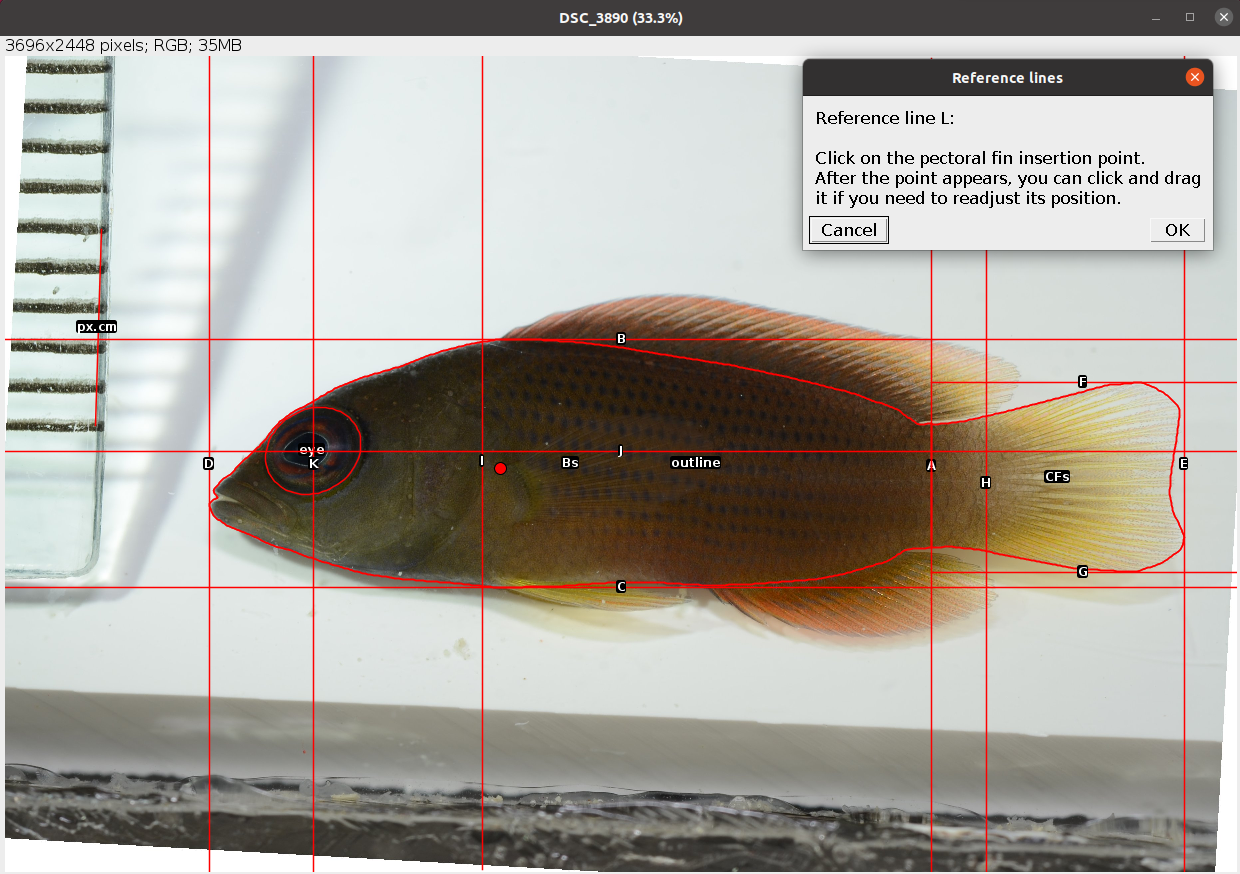 DSC_3890 (33.3%)
3696x2448 pixels; RGB; 35MB
Reference lines
Reference line L:
Click on the pectoral fin insertion point.
After the point appears, you can click and drag
it if you need to readjust its position.
Cancel
OK
px.cm
B
F
eye
K
D
I
Bs
J
outline
A
H
CFs
E
G
C